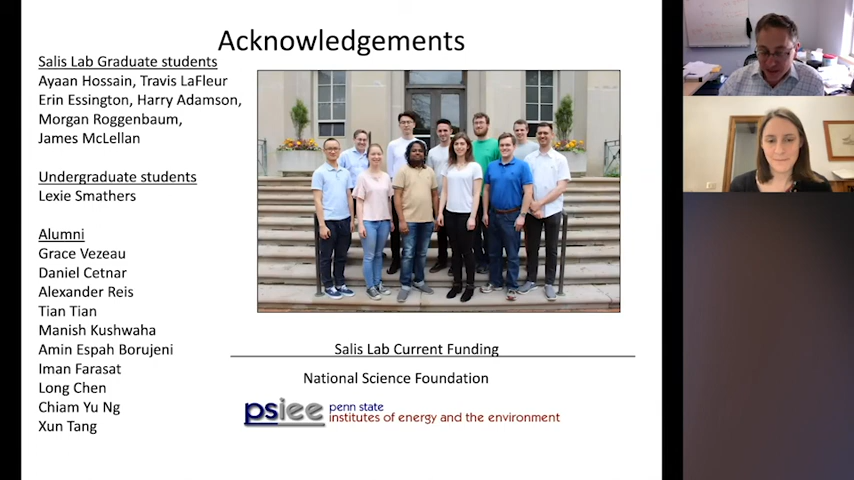 Acknowledgements
Salis Lab Graduate students
Ayaan Hossain, Travis LaFleur
Erin Essington, Harry Adamson,
Morgan Roggenbaum,
James McLellan
Undergraduate students
Lexie Smathers
Alumni
Grace Vezeau
Daniel Cetnar
Alexander Reis
Tian Tian
Manish Kushwaha
Amin Espah Borujeni
Iman Farasat
Long Chen
Chiam Yu Ng
Xun Tang
Salis Lab Current Funding
National Science Foundation
psiee penn state
institutes of energy and the environment